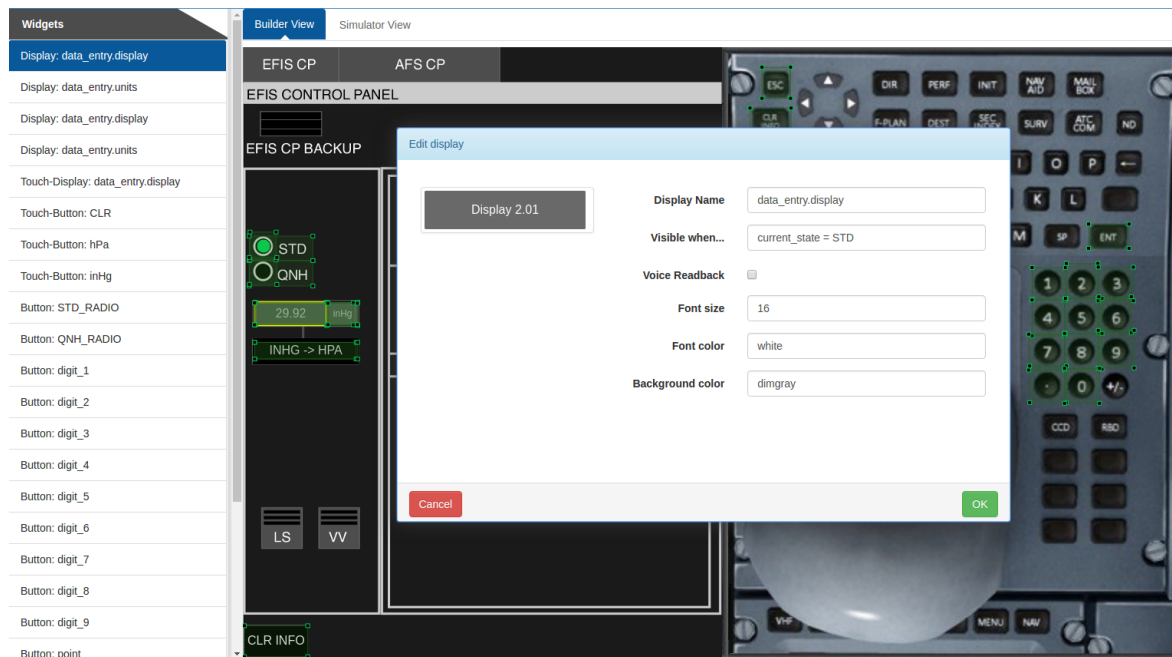 Widgets
Builder View
Simulator View
Display: data_entry.display
Display: data_entry.units
Display: data_entry.display
Display: data_entry.units
Touch-Display: data_entry.display
Touch-Button: CLR
Touch-Button: hPa
Touch-Button: inHg
Button: STD_RADIO
Button: QNH_RADIO
Button: digit_1
Button: digit_2
Button: digit_3
Button: digit_4
Button: digit_5
Button: digit_6
Button: digit_7
Button: digit_8
Button: digit_9
Button: point
EFIS CP
AFS CP
EFIS CONTROL PANEL
EFIS CP BACKUP
STD
QNH
29.92
inHg
INHG -> HPA
LS
VV
CLR INFO
Edit display
Display 2.01
Display Name
data_entry.display
Visible when...
current_state = STD
Voice Readback
Font size
16
Font color
white
Background color
dimgray
Cancel
OK
ESC
DIR
PERF
INIT
NAV AID
MAIL BOX
CLR INFO
F-PLAN
DEST
SEC INDEX
SURV
ATC COM
ND
I
O
P
K
L
M
SP
ENT
1
2
3
4
5
6
7
8
9
0
+/-
CCD
RBD
VHF
MENU
NAV